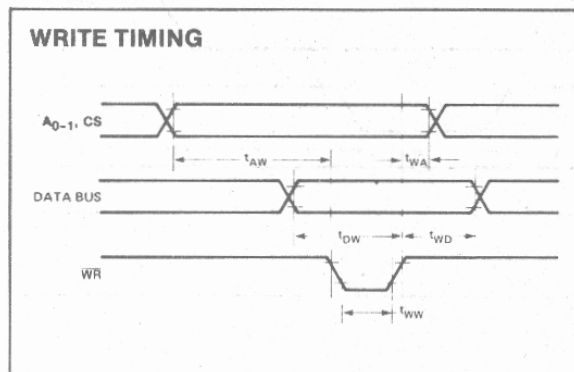 WRITE TIMING
A0–1, CS
tAW
tWA
DATA BUS
tDW
tWD
WR
tWW